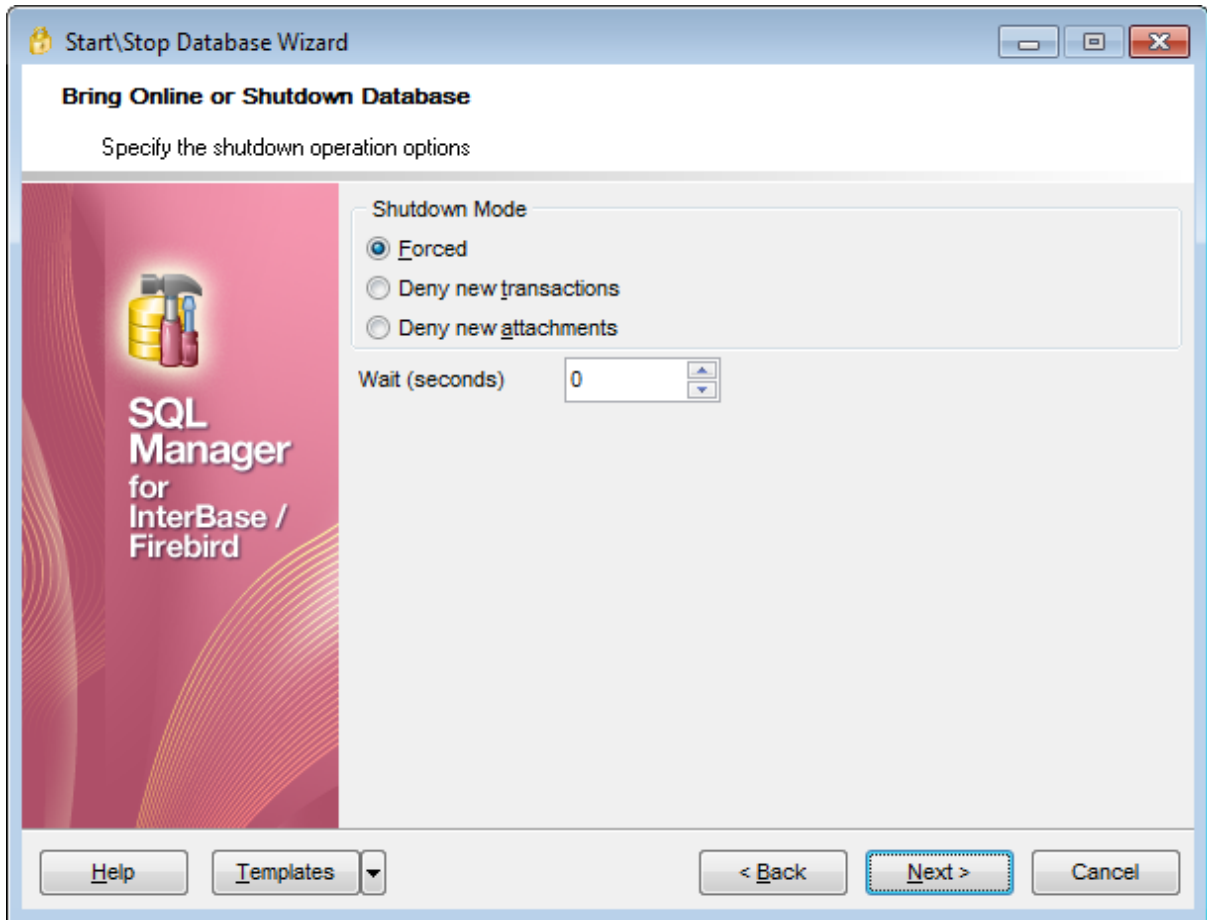 Start\Stop Database Wizard
Bring Online or Shutdown Database
Specify the shutdown operation options
SQL
Manager
for
InterBase /
Firebird
Shutdown Mode
Forced
Deny new transactions
Deny new attachments
Wait (seconds) 0
Help Templates < Back Next > Cancel